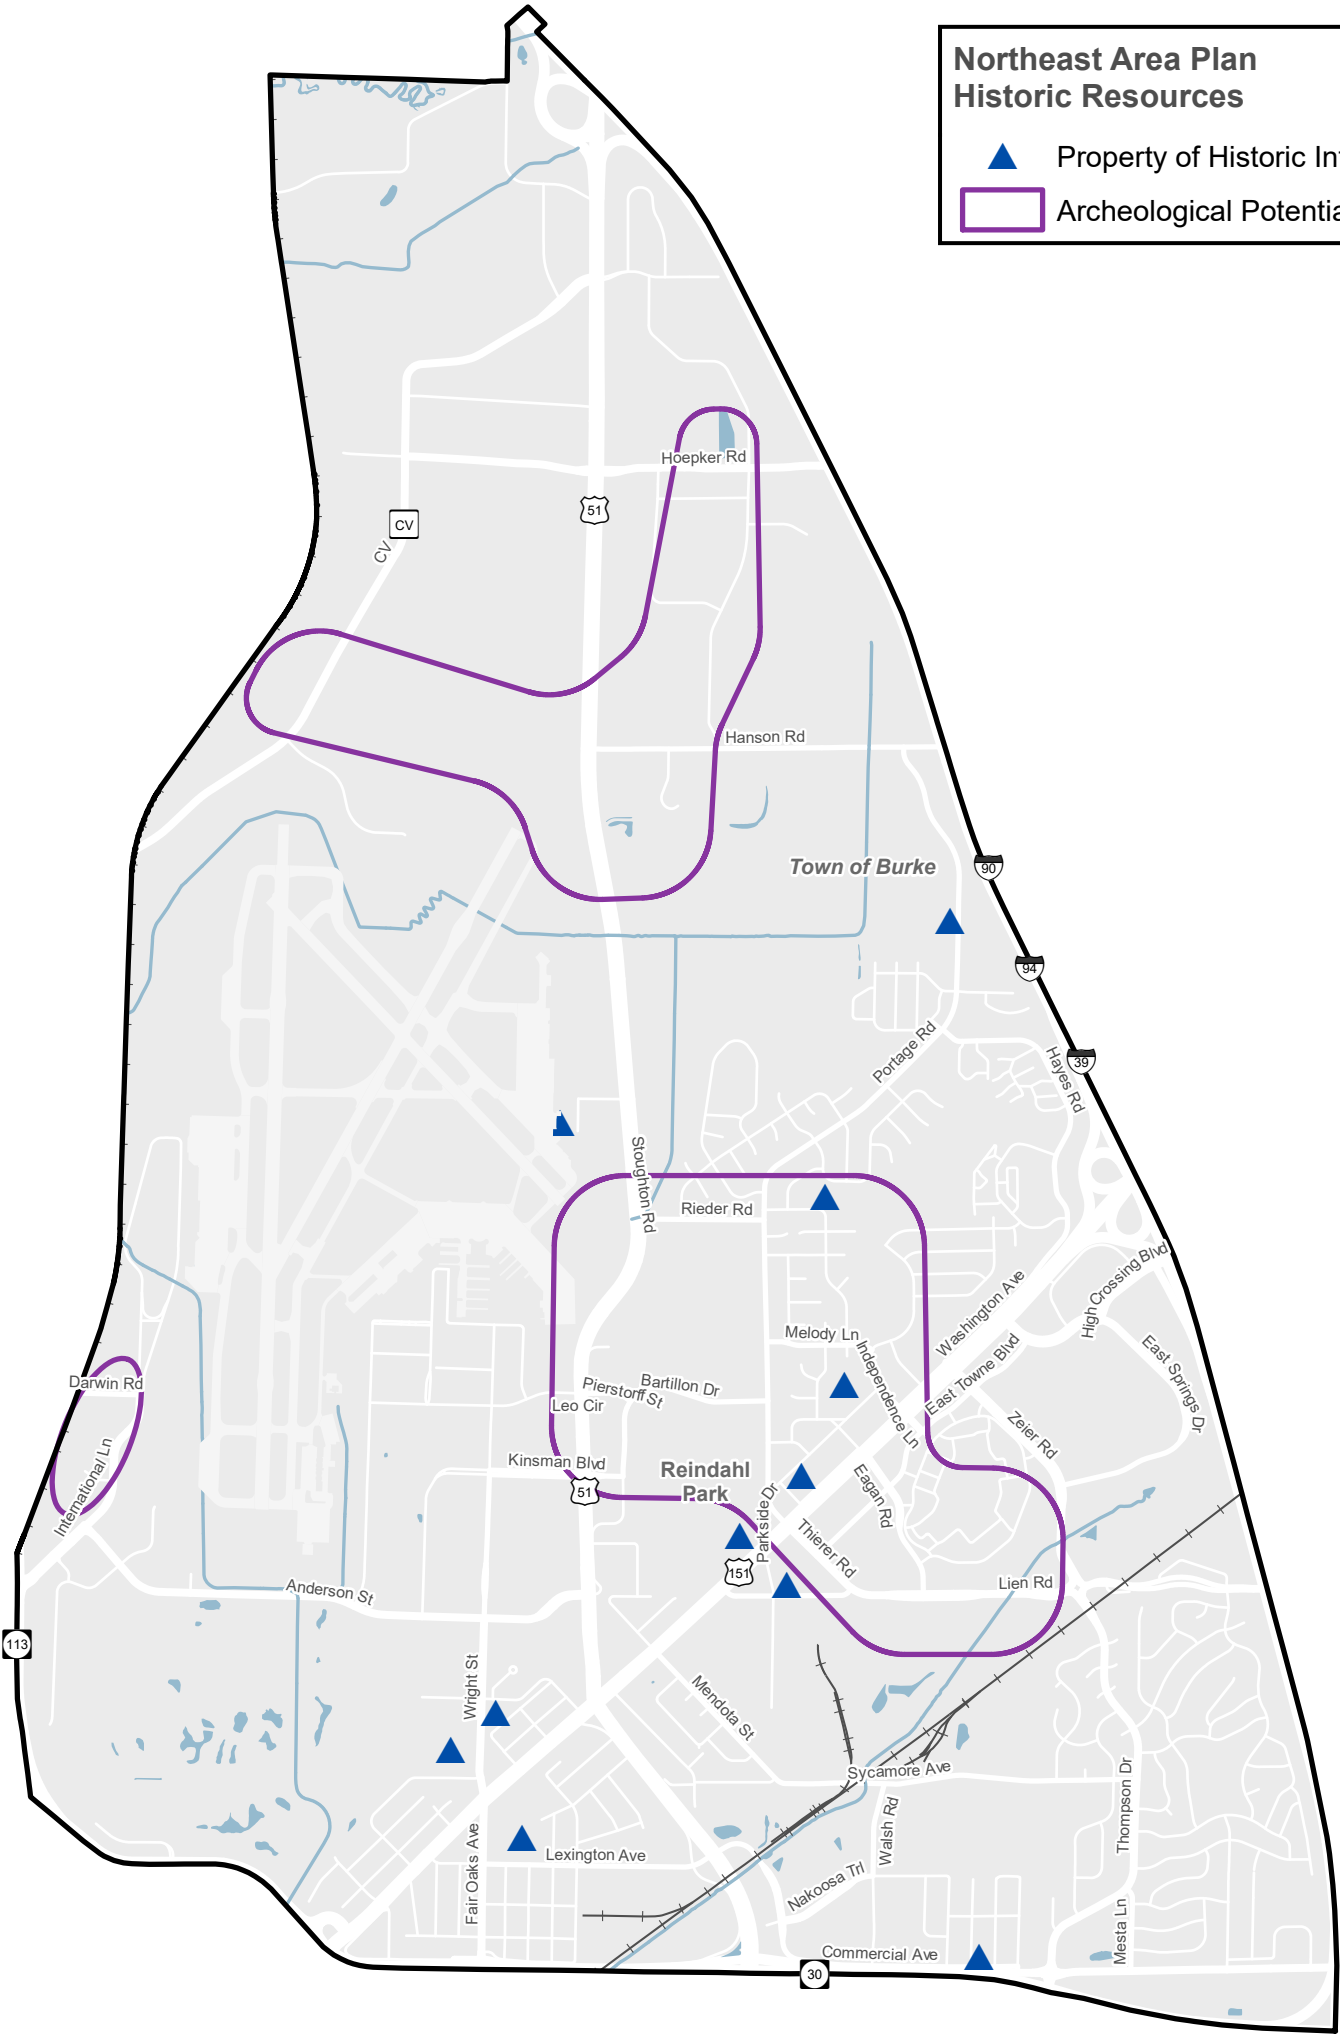 Northeast Area Plan
Historic Resources
Property of Historic Int
Archeological Potentia
Hoepker Rd
51
CV
CV
Hanson Rd
Town of Burke
90
94
Portage Rd
39
Hayes Rd
Stoughton Rd
Rieder Rd
High Crossing Blvd
Washington Ave
Melody Ln
Independence Ln
East Towne Blvd
East Springs Dr
Darwin Rd
Bartillon Dr
Pierstorff St
Leo Cir
Zeier Rd
International Ln
Kinsman Blvd
Reindahl
Park
51
Eagan Rd
Parkside Dr
Thierer Rd
151
Lien Rd
Anderson St
113
Wright St
Mendota St
Sycamore Ave
Thompson Dr
Walsh Rd
Lexington Ave
Fair Oaks Ave
Nakoosa Trl
Mesta Ln
Commercial Ave
30